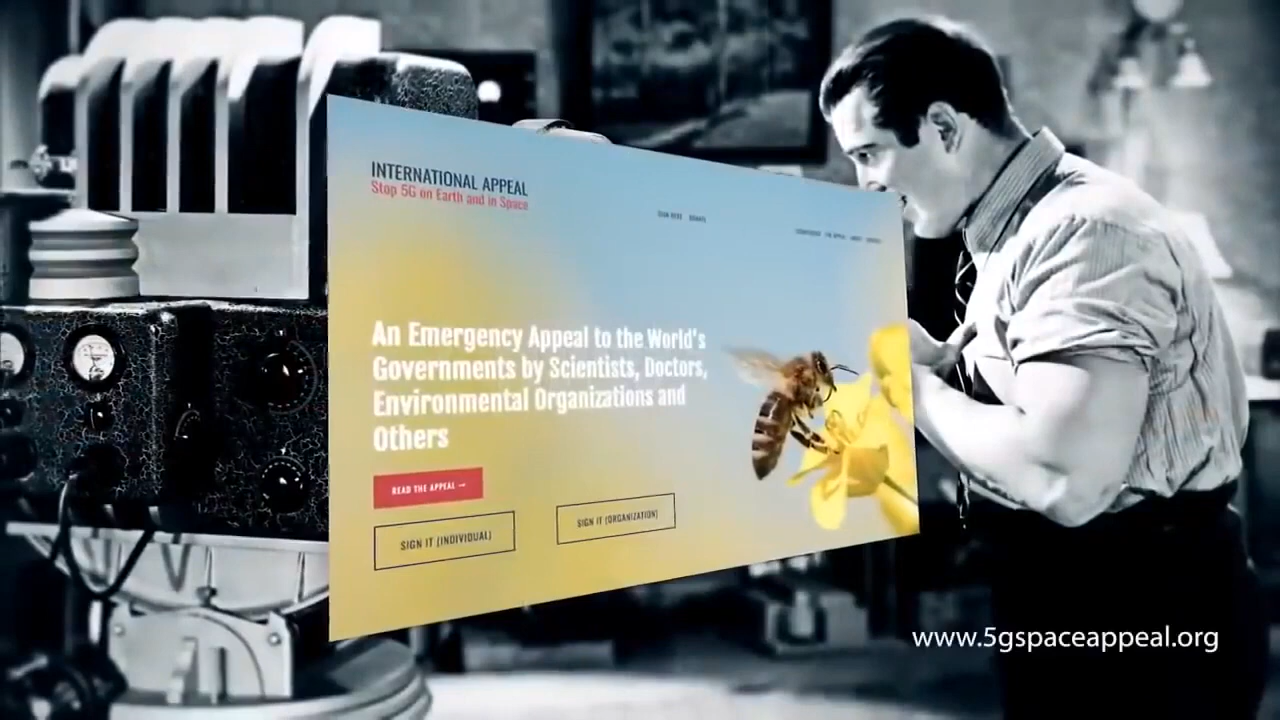 INTERNATIONAL APPEAL
Stop 5G on Earth and in Space
An Emergency Appeal to the World's
Governments by Scientists, Doctors,
Environmental Organizations and
Others
READ THE APPEAL →
SIGN IT (INDIVIDUAL)
SIGN IT (ORGANIZATION)
www.5gspaceappeal.org